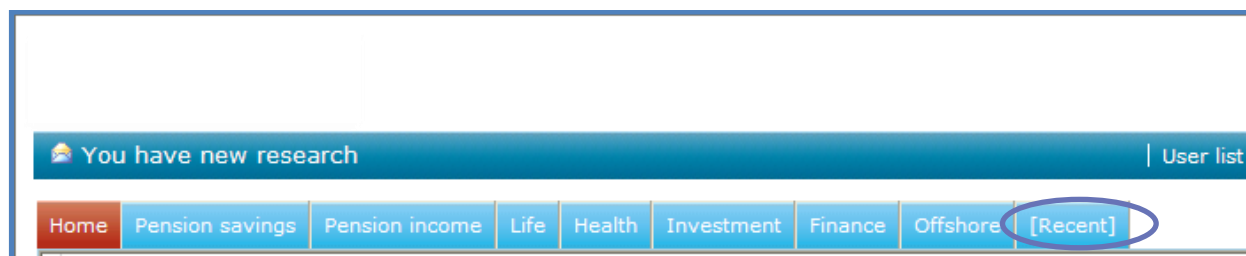 You have new research | User list
Home Pension savings Pension income Life Health Investment Finance Offshore [Recent]